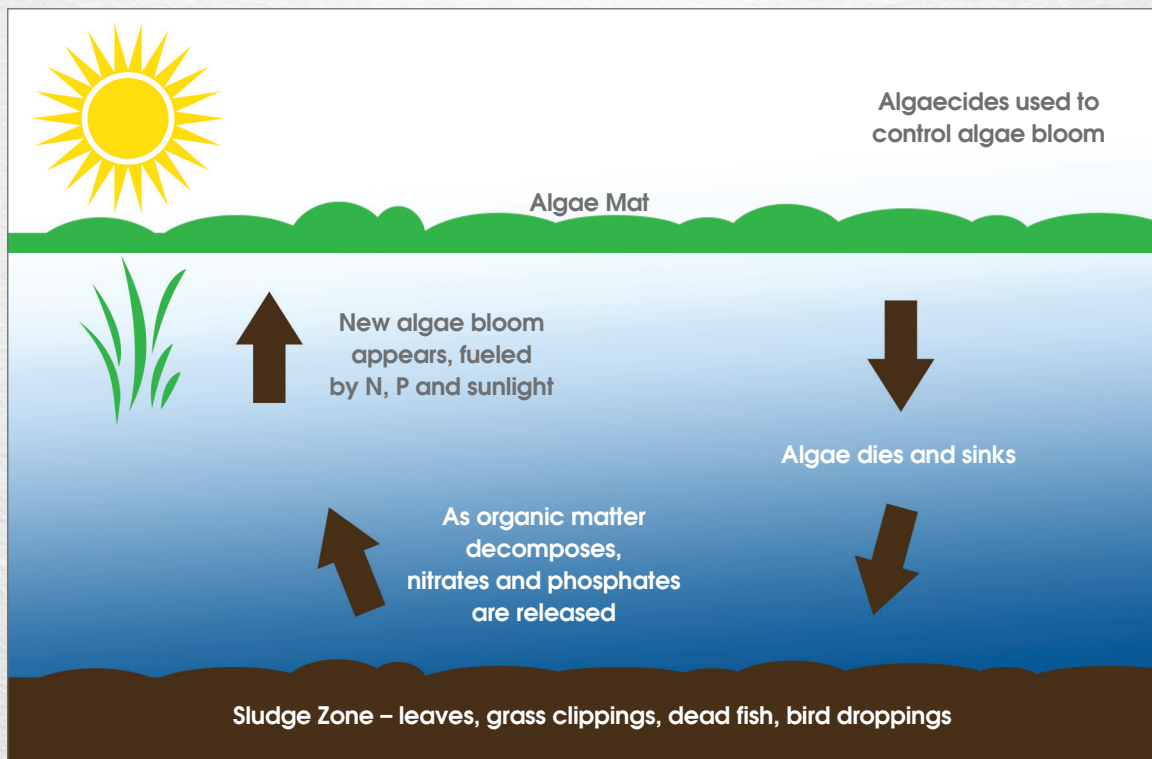 Algaecides used to
control algae bloom
Algae Mat
New algae bloom
appears, fueled
by N, P and sunlight
Algae dies and sinks
As organic matter
decomposes,
nitrates and phosphates
are released
Sludge Zone – leaves, grass clippings, dead fish, bird droppings